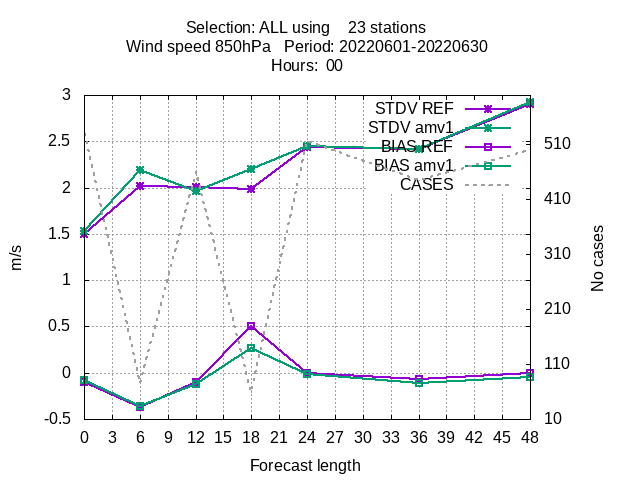 Selection: ALL using    23 stations
Wind speed 850hPa   Period: 20220601-20220630
Hours:  00
3
2.5
2
1.5
1
0.5
0
-0.5
m/s
STDV REF
STDV amv1
BIAS REF
BIAS amv1
CASES
510
410
310
210
110
10
No cases
0 3 6 9 12 15 18 21 24 27 30 33 36 39 42 45 48
Forecast length